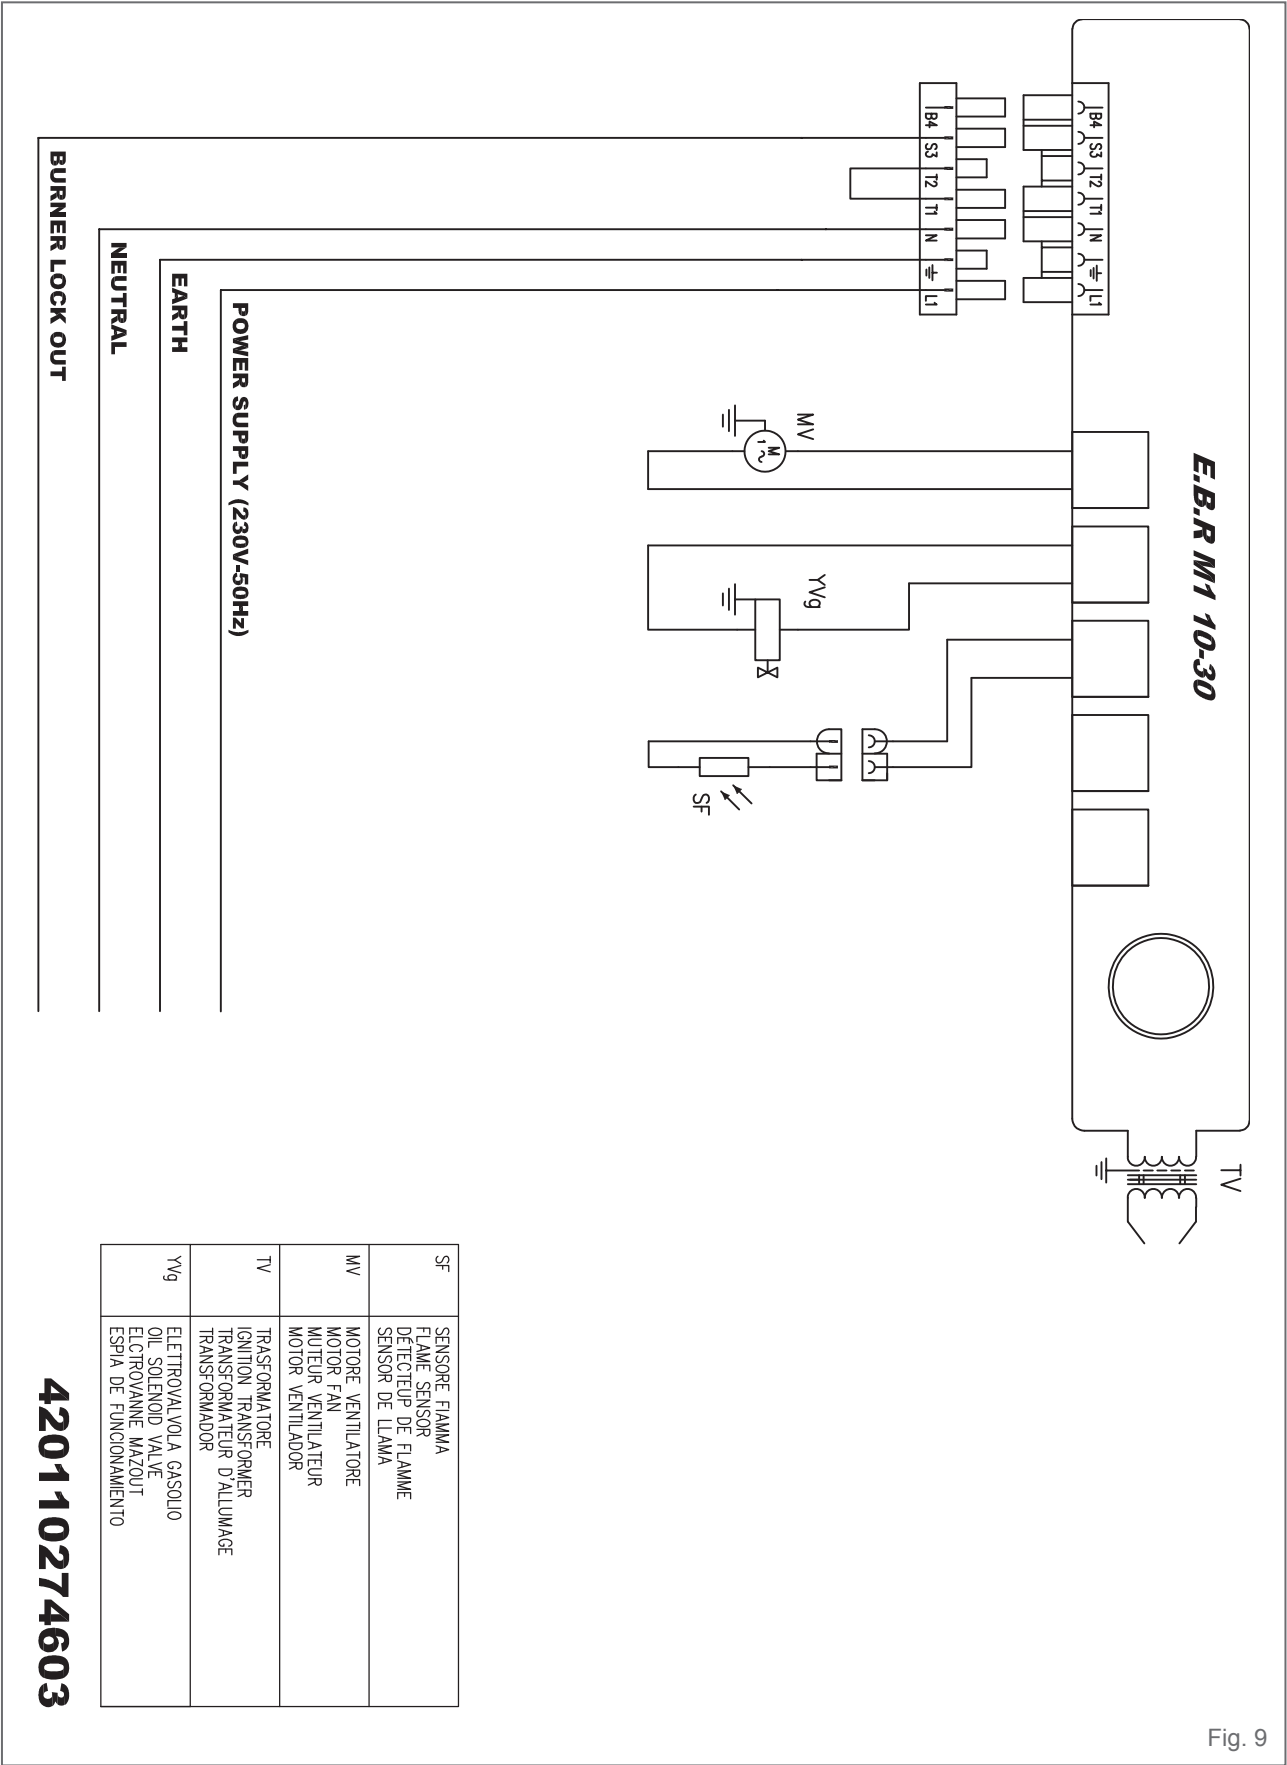 E.B.R M1 10-30
TV
B4
S3
T2
T1
N
L1
B4
S3
T2
T1
N
L1
MV
M
1 ~
YVg
SF
POWER SUPPLY (230V-50Hz)
EARTH
NEUTRAL
BURNER LOCK OUT
SF
SENSORE FIAMMA
FLAME SENSOR
DÉTECTEUP DE FLAMME
SENSOR DE LLAMA
MV
MOTORE VENTILATORE
MOTOR FAN
MUTEUR VENTILATEUR
MOTOR VENTILADOR
TV
TRASFORMATORE
IGNITION TRANSFORMER
TRANSFORMATEUR D'ALLUMAGE
TRANSFORMADOR
YVg
ELETTROVALVOLA GASOLIO
OIL SOLENOID VALVE
ELCTROVANNE MAZOUT
ESPIA DE FUNCIONAMIENTO
420110274603
Fig. 9